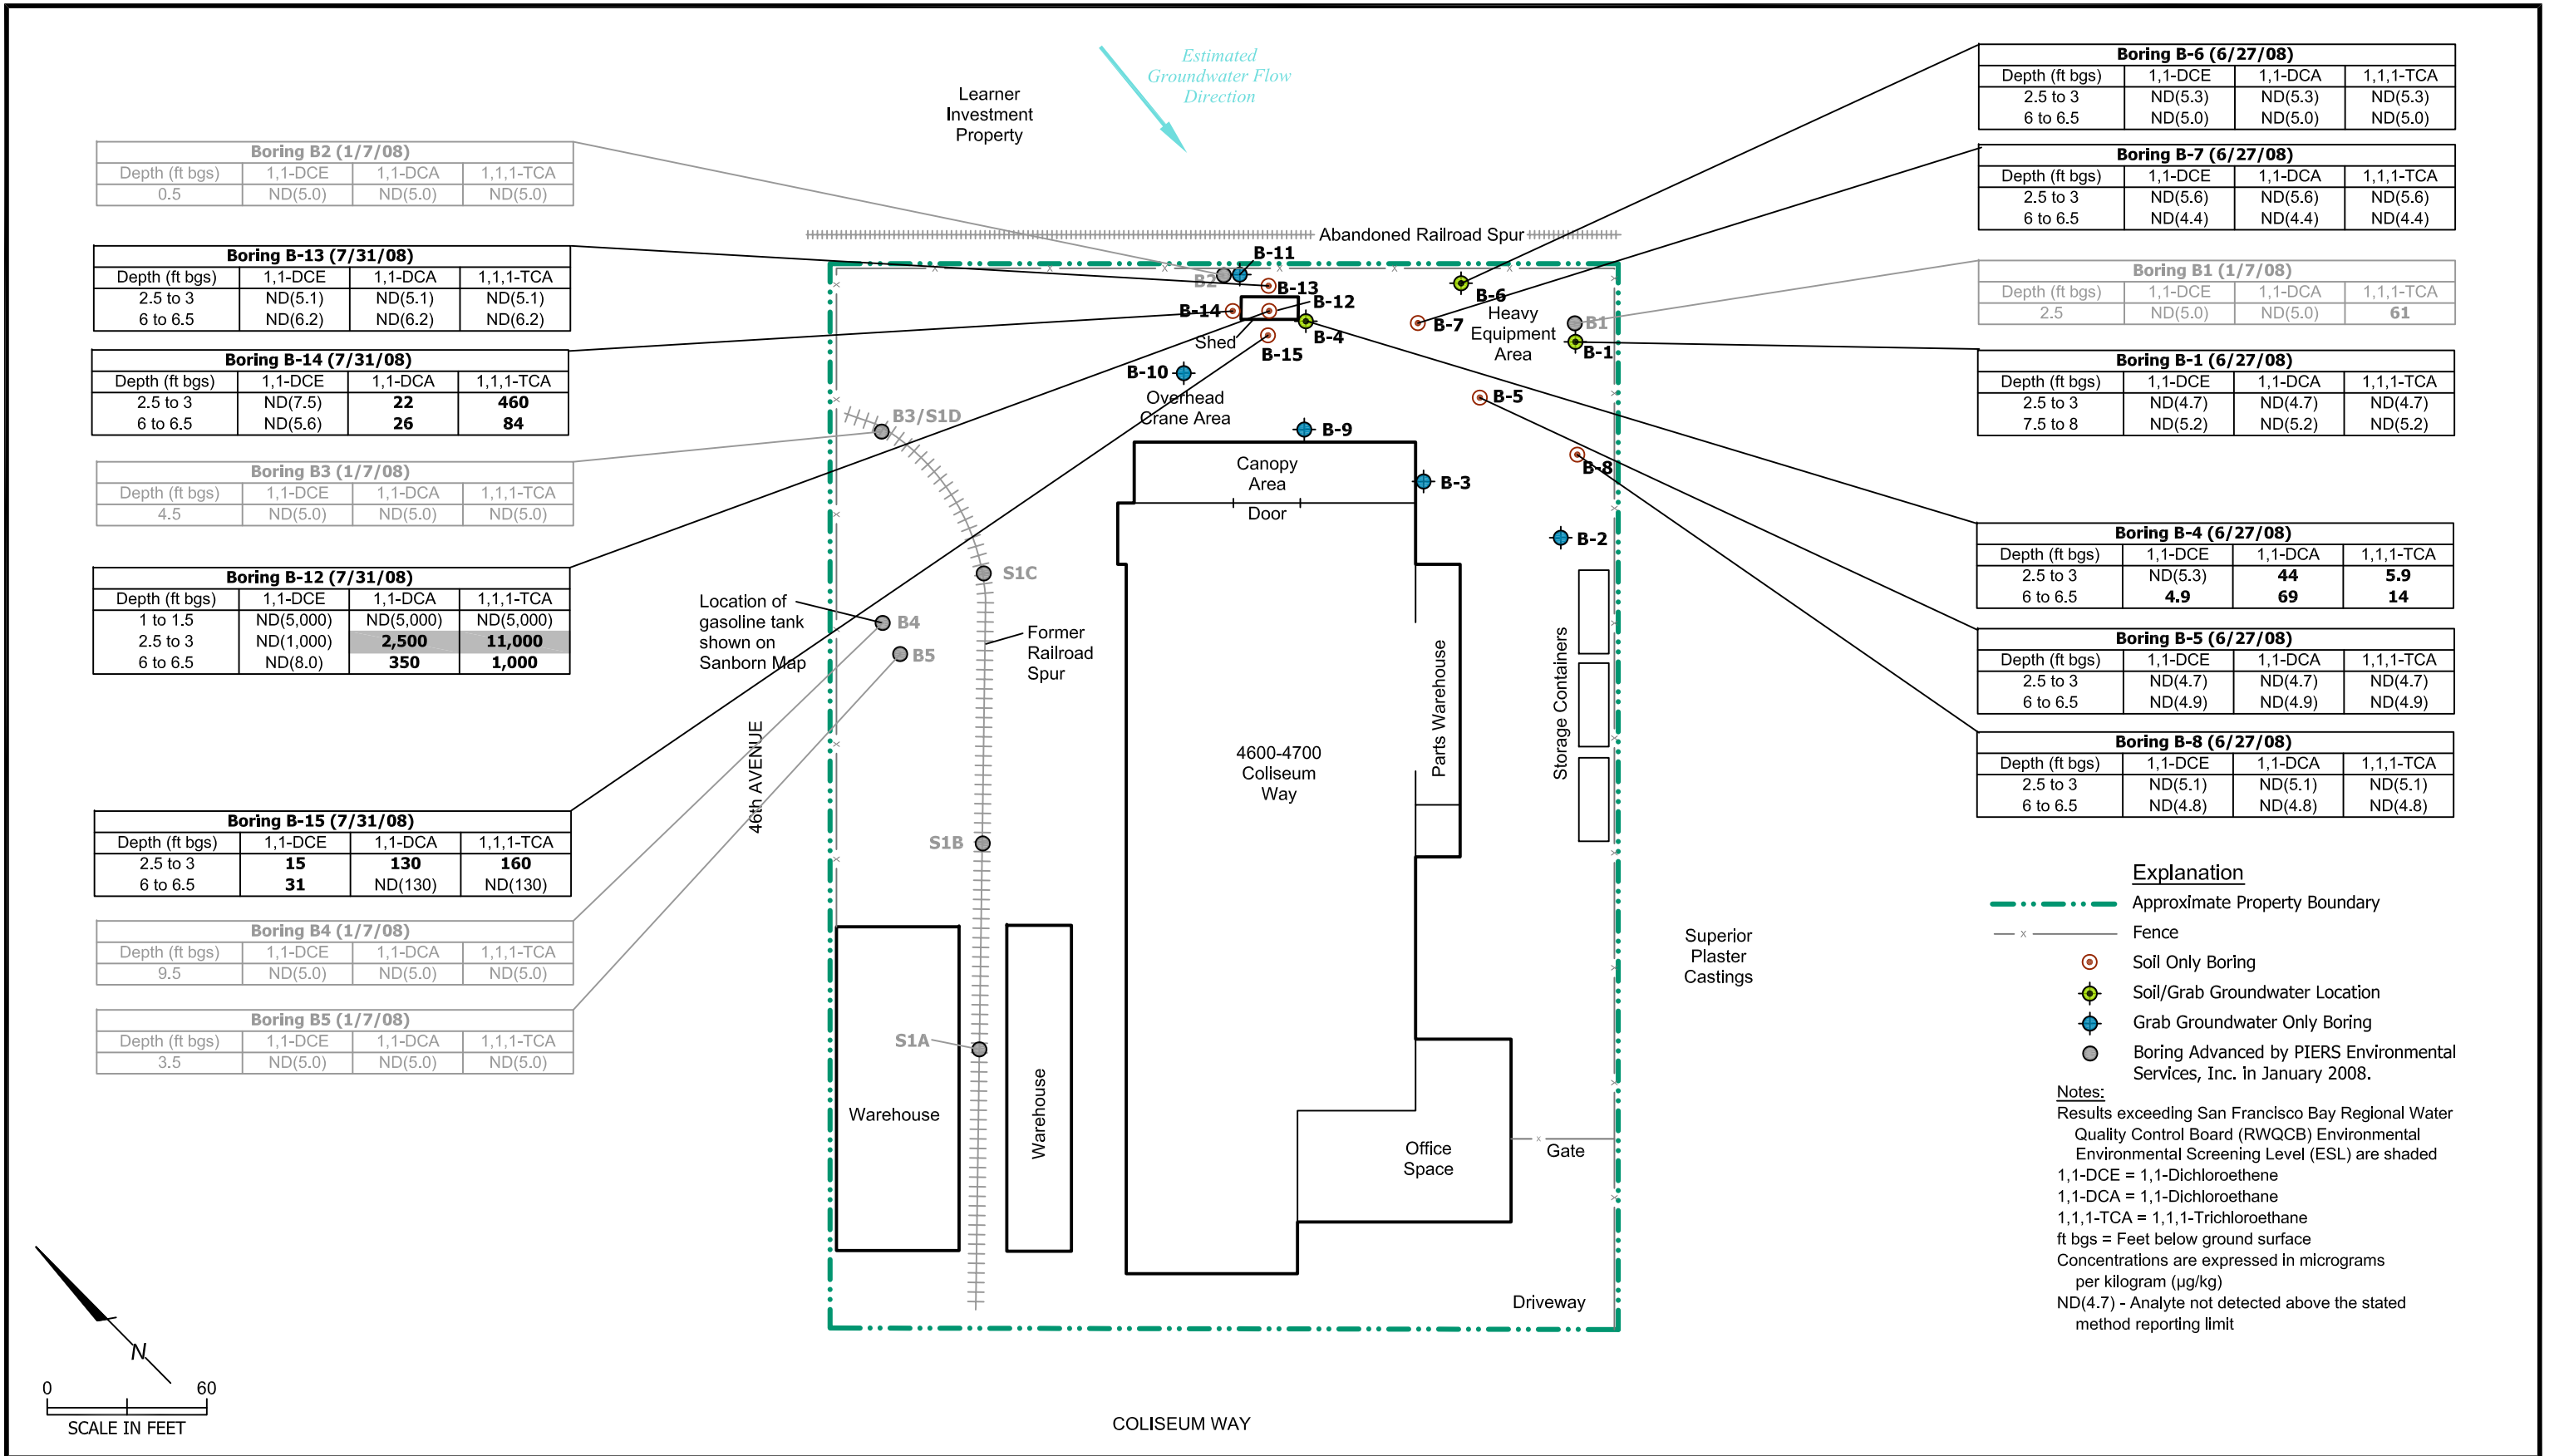 Estimated
Groundwater Flow
Direction
Learner
Investment
Property
Boring B2 (1/7/08)
Depth (ft bgs) 1,1-DCE 1,1-DCA 1,1,1-TCA
0.5 ND(5.0) ND(5.0) ND(5.0)
Boring B-13 (7/31/08)
Depth (ft bgs) 1,1-DCE 1,1-DCA 1,1,1-TCA
2.5 to 3 ND(5.1) ND(5.1) ND(5.1)
6 to 6.5 ND(6.2) ND(6.2) ND(6.2)
Boring B-14 (7/31/08)
Depth (ft bgs) 1,1-DCE 1,1-DCA 1,1,1-TCA
2.5 to 3 ND(7.5) 22 460
6 to 6.5 ND(5.6) 26 84
Boring B3 (1/7/08)
Depth (ft bgs) 1,1-DCE 1,1-DCA 1,1,1-TCA
4.5 ND(5.0) ND(5.0) ND(5.0)
Boring B-12 (7/31/08)
Depth (ft bgs) 1,1-DCE 1,1-DCA 1,1,1-TCA
1 to 1.5 ND(5,000) ND(5,000) ND(5,000)
2.5 to 3 ND(1,000) 2,500 11,000
6 to 6.5 ND(8.0) 350 1,000
Boring B-15 (7/31/08)
Depth (ft bgs) 1,1-DCE 1,1-DCA 1,1,1-TCA
2.5 to 3 15 130 160
6 to 6.5 31 ND(130) ND(130)
Boring B4 (1/7/08)
Depth (ft bgs) 1,1-DCE 1,1-DCA 1,1,1-TCA
9.5 ND(5.0) ND(5.0) ND(5.0)
Boring B5 (1/7/08)
Depth (ft bgs) 1,1-DCE 1,1-DCA 1,1,1-TCA
3.5 ND(5.0) ND(5.0) ND(5.0)
Abandoned Railroad Spur
B-11
B2
B-13
B-12
B-14
B-4
Shed
B-15
B-6
B-7
Heavy
Equipment
Area
B1
B-1
B-10
Overhead
Crane Area
B-5
B3/S1D
B-9
B-8
Canopy
Area
B-3
Door
B-2
S1C
Location of
gasoline tank
shown on
Sanborn Map
B4
B5
Former
Railroad
Spur
46th AVENUE
4600-4700
Coliseum
Way
Parts Warehouse
Storage Containers
S1B
S1A
Warehouse
Warehouse
Office
Space
Gate
Superior
Plaster
Castings
Driveway
COLISEUM WAY
N
0 60
SCALE IN FEET
Boring B-6 (6/27/08)
Depth (ft bgs) 1,1-DCE 1,1-DCA 1,1,1-TCA
2.5 to 3 ND(5.3) ND(5.3) ND(5.3)
6 to 6.5 ND(5.0) ND(5.0) ND(5.0)
Boring B-7 (6/27/08)
Depth (ft bgs) 1,1-DCE 1,1-DCA 1,1,1-TCA
2.5 to 3 ND(5.6) ND(5.6) ND(5.6)
6 to 6.5 ND(4.4) ND(4.4) ND(4.4)
Boring B1 (1/7/08)
Depth (ft bgs) 1,1-DCE 1,1-DCA 1,1,1-TCA
2.5 ND(5.0) ND(5.0) 61
Boring B-1 (6/27/08)
Depth (ft bgs) 1,1-DCE 1,1-DCA 1,1,1-TCA
2.5 to 3 ND(4.7) ND(4.7) ND(4.7)
7.5 to 8 ND(5.2) ND(5.2) ND(5.2)
Boring B-4 (6/27/08)
Depth (ft bgs) 1,1-DCE 1,1-DCA 1,1,1-TCA
2.5 to 3 ND(5.3) 44 5.9
6 to 6.5 4.9 69 14
Boring B-5 (6/27/08)
Depth (ft bgs) 1,1-DCE 1,1-DCA 1,1,1-TCA
2.5 to 3 ND(4.7) ND(4.7) ND(4.7)
6 to 6.5 ND(4.9) ND(4.9) ND(4.9)
Boring B-8 (6/27/08)
Depth (ft bgs) 1,1-DCE 1,1-DCA 1,1,1-TCA
2.5 to 3 ND(5.1) ND(5.1) ND(5.1)
6 to 6.5 ND(4.8) ND(4.8) ND(4.8)
Explanation
Approximate Property Boundary
x Fence
Soil Only Boring
Soil/Grab Groundwater Location
Grab Groundwater Only Boring
Boring Advanced by PIERS Environmental
Services, Inc. in January 2008.
Notes:
Results exceeding San Francisco Bay Regional Water
Quality Control Board (RWQCB) Environmental
Environmental Screening Level (ESL) are shaded
1,1-DCE = 1,1-Dichloroethene
1,1-DCA = 1,1-Dichloroethane
1,1,1-TCA = 1,1,1-Trichloroethane
ft bgs = Feet below ground surface
Concentrations are expressed in micrograms
per kilogram (µg/kg)
ND(4.7) - Analyte not detected above the stated
method reporting limit